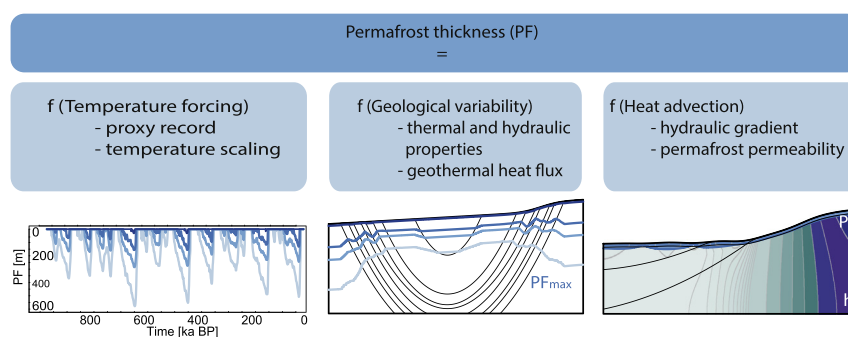 Permafrost thickness (PF)
=
f (Temperature forcing)
- proxy record
- temperature scaling
f (Geological variability)
- thermal and hydraulic
properties
- geothermal heat flux
f (Heat advection)
- hydraulic gradient
- permafrost permeability
PF [m]
0
200
400
600
800 600 400 200 0
Time [ka BP]
PFmax
P
h